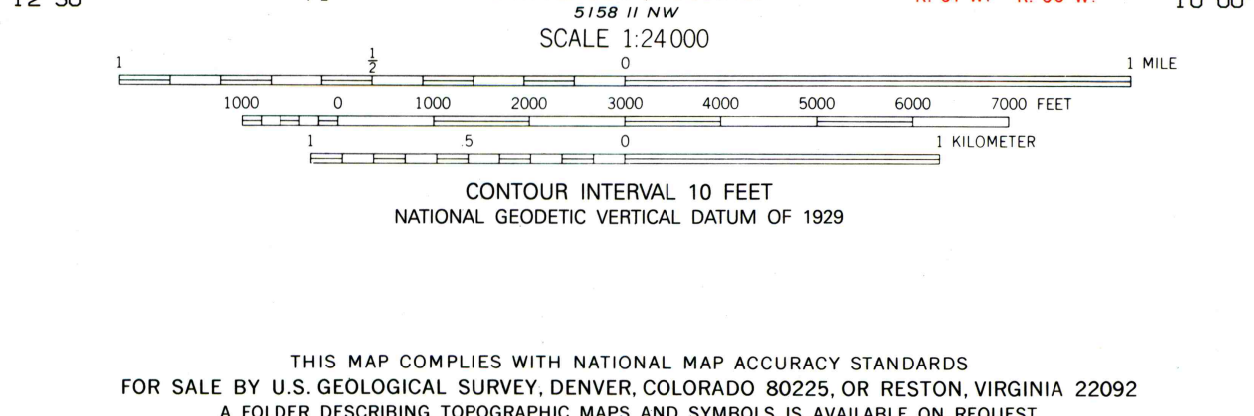 5158 II NW
SCALE 1:24000
1 1/2 0 1 MILE
1000 0 1000 2000 3000 4000 5000 6000 7000 FEET
1 .5 0 1 KILOMETER
CONTOUR INTERVAL 10 FEET
NATIONAL GEODETIC VERTICAL DATUM OF 1929
THIS MAP COMPLIES WITH NATIONAL MAP ACCURACY STANDARDS
FOR SALE BY U.S. GEOLOGICAL SURVEY, DENVER, COLORADO 80225, OR RESTON, VIRGINIA 22092
A FOLDER DESCRIBING TOPOGRAPHIC MAPS AND SYMBOLS IS AVAILABLE ON REQUEST